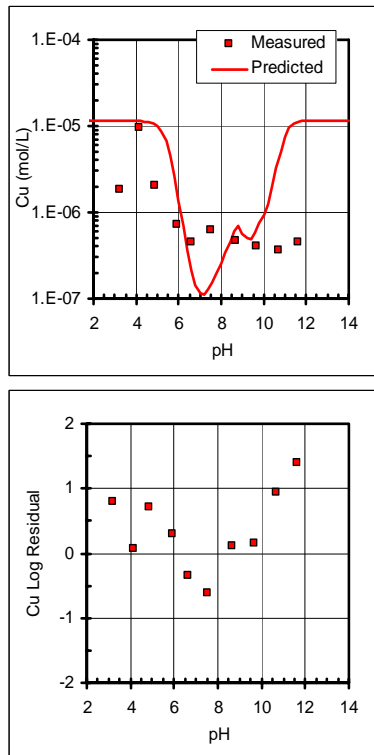 1.E-04
Measured
Predicted
1.E-05
Cu (mol/L)
1.E-06
1.E-07
2 4 6 8 10 12 14
pH
2
1
Cu Log Residual
0
-1
-2
2 4 6 8 10 12 14
pH